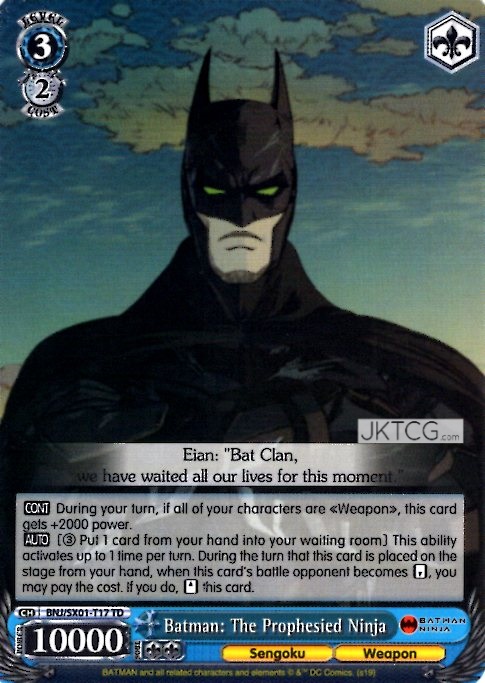 LEVEL
3
2
COST
JKTCG.com
Eian: "Bat Clan,
we have waited all our lives for this moment."
CONT During your turn, if all of your characters are «Weapon», this card
gets +2000 power.
AUTO [③ Put 1 card from your hand into your waiting room] This ability
activates up to 1 time per turn. During the turn that this card is placed on the
stage from your hand, when this card's battle opponent becomes , you
may pay the cost. If you do, this card.
CH BNJ/SX01-T17 TD
Batman: The Prophesied Ninja
BATMAN
NINJA
POWER
10000
SOUL
Sengoku
Weapon
BATMAN and all related characters and elements © & ™ DC Comics. (s19)